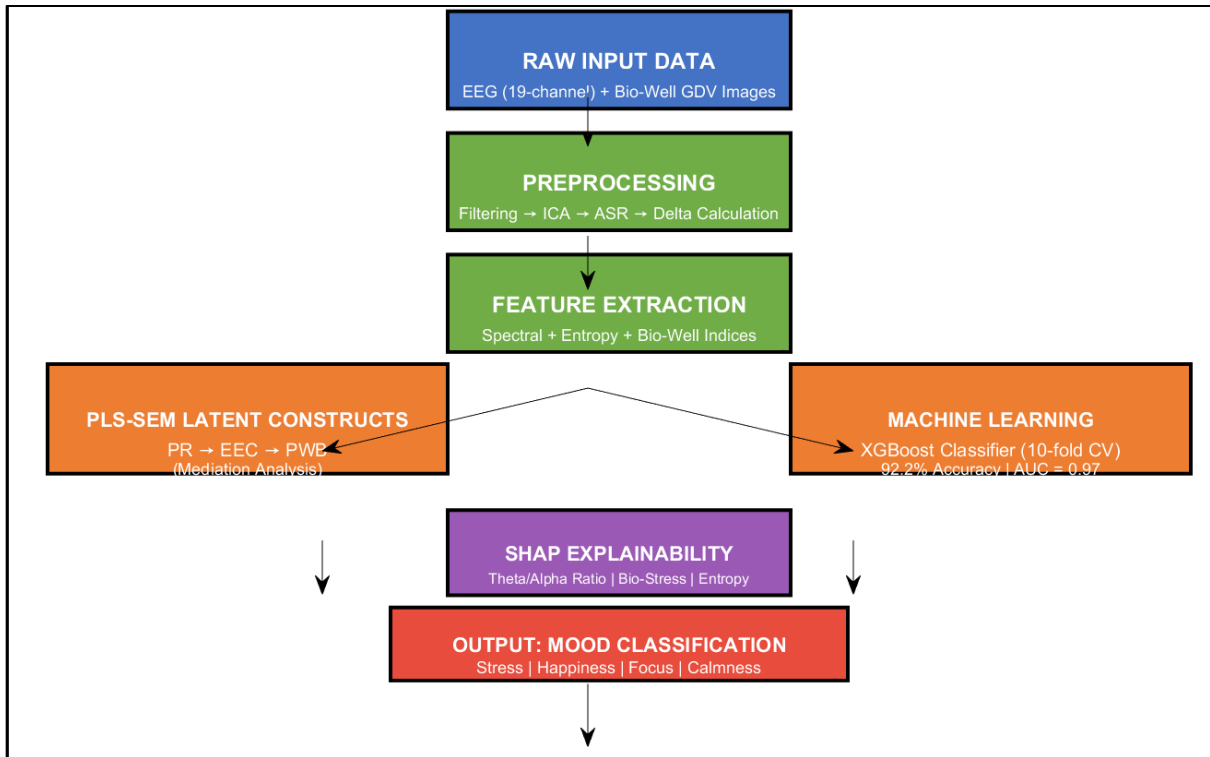 RAW INPUT DATA
EEG (19-channel) + Bio-Well GDV Images
PREPROCESSING
Filtering → ICA → ASR → Delta Calculation
FEATURE EXTRACTION
Spectral + Entropy + Bio-Well Indices
PLS-SEM LATENT CONSTRUCTS
PR → EEC → PWB
(Mediation Analysis)
MACHINE LEARNING
XGBoost Classifier (10-fold CV)
92.2% Accuracy | AUC = 0.97
SHAP EXPLAINABILITY
Theta/Alpha Ratio | Bio-Stress | Entropy
OUTPUT: MOOD CLASSIFICATION
Stress | Happiness | Focus | Calmness